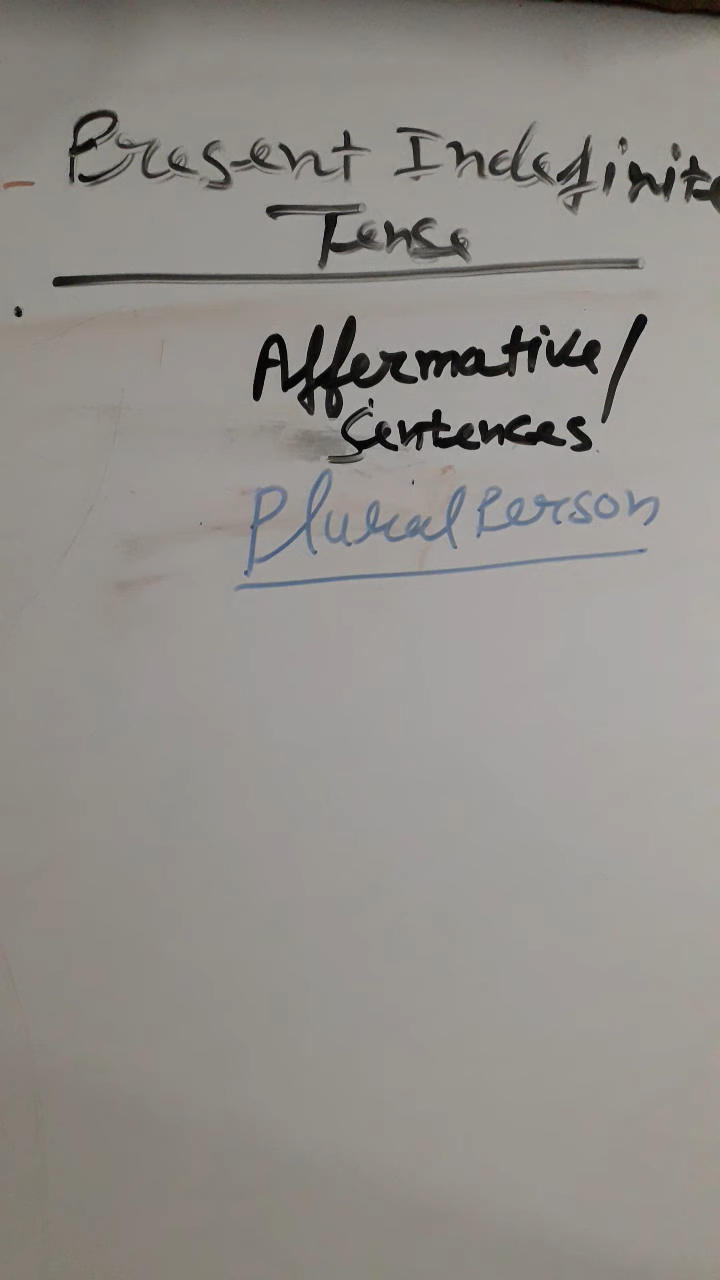 Present Indefinite
Tense
Affermative/
Sentences
Plural Person